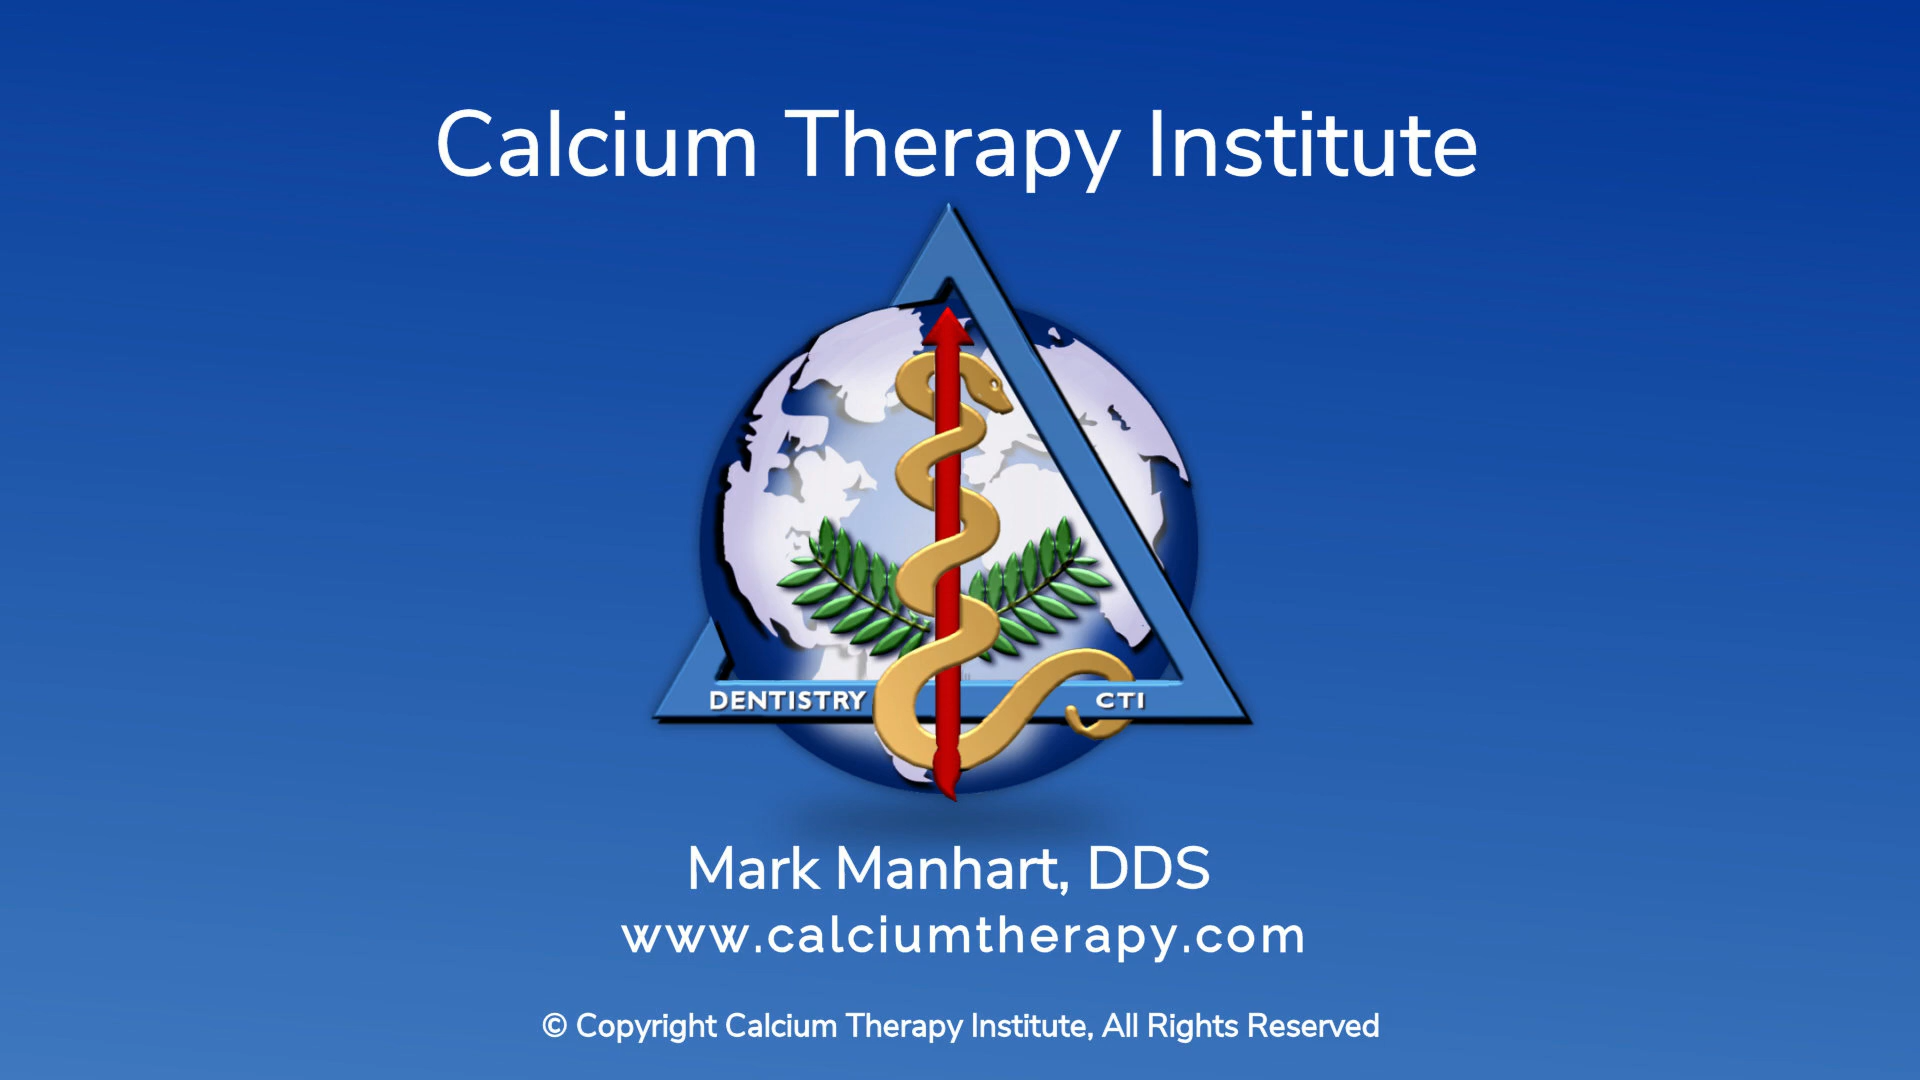 Calcium Therapy Institute
DENTISTRY
CTI
Mark Manhart, DDS
www.calciumtherapy.com
© Copyright Calcium Therapy Institute, All Rights Reserved